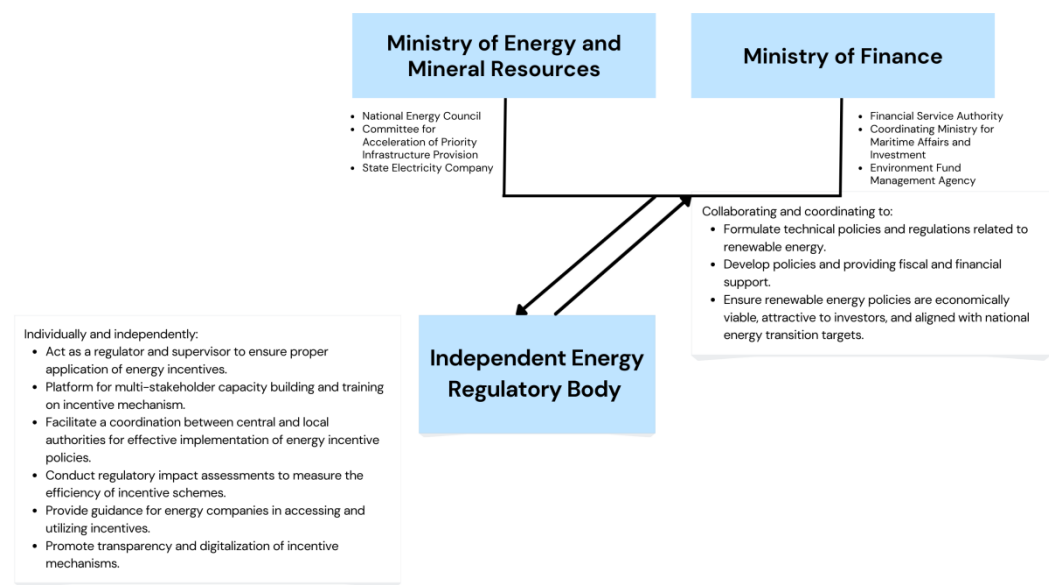 Ministry of Energy and
Mineral Resources
Ministry of Finance
• National Energy Council
• Committee for
Acceleration of Priority
Infrastructure Provision
• State Electricity Company
• Financial Service Authority
• Coordinating Ministry for
Maritime Affairs and
Investment
• Environment Fund
Management Agency
Collaborating and coordinating to:
• Formulate technical policies and regulations related to
renewable energy.
• Develop policies and providing fiscal and financial
support.
• Ensure renewable energy policies are economically
viable, attractive to investors, and aligned with national
energy transition targets.
Independent Energy
Regulatory Body
Individually and independently:
• Act as a regulator and supervisor to ensure proper
application of energy incentives.
• Platform for multi-stakeholder capacity building and training
on incentive mechanism.
• Facilitate a coordination between central and local
authorities for effective implementation of energy incentive
policies.
• Conduct regulatory impact assessments to measure the
efficiency of incentive schemes.
• Provide guidance for energy companies in accessing and
utilizing incentives.
• Promote transparency and digitalization of incentive
mechanisms.